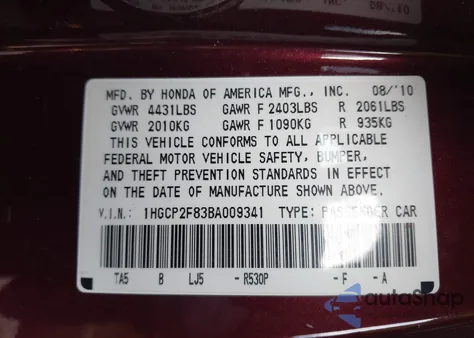 MFD. BY HONDA OF AMERICA MFG., INC. 08/'10
GVWR 4431LBS GAWR F 2403LBS R 2061LBS
GVWR 2010KG GAWR F 1090KG R 935KG
THIS VEHICLE CONFORMS TO ALL APPLICABLE
FEDERAL MOTOR VEHICLE SAFETY, BUMPER,
AND THEFT PREVENTION STANDARDS IN EFFECT
ON THE DATE OF MANUFACTURE SHOWN ABOVE.
V.I.N.: 1HGCP2F83BA009341 TYPE: PASSENGER CAR
TA5 B LJ5 - R530P - F - A
autoShap